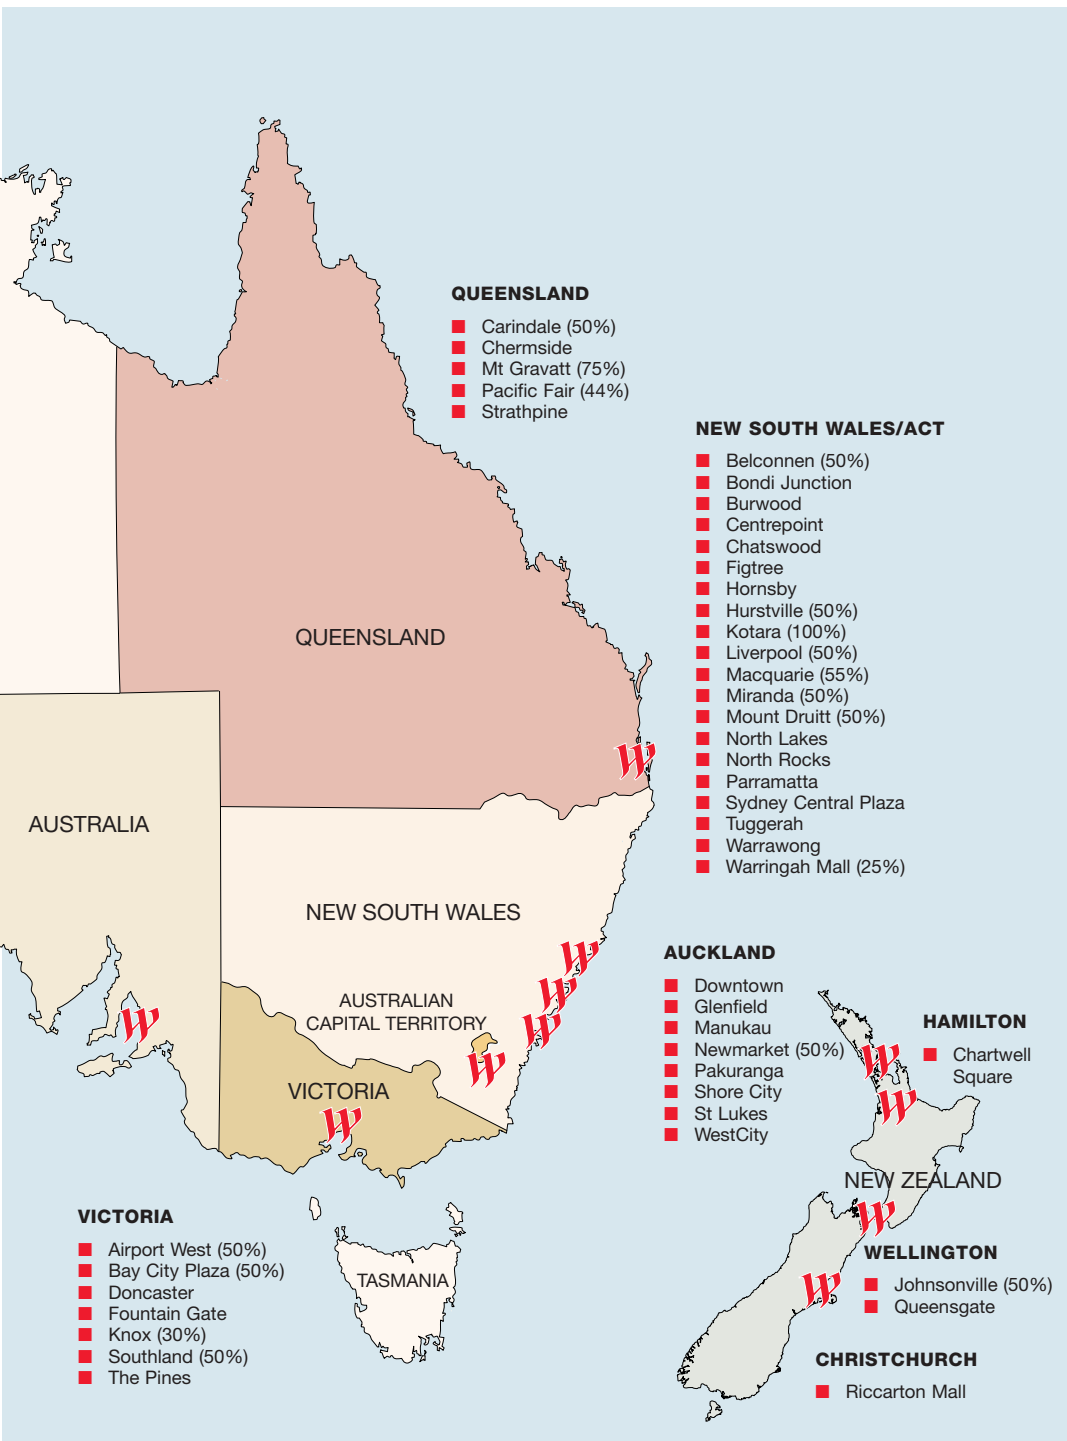 QUEENSLAND
Carindale (50%)
Chermside
Mt Gravatt (75%)
Pacific Fair (44%)
Strathpine
NEW SOUTH WALES/ACT
Belconnen (50%)
Bondi Junction
Burwood
Centrepoint
Chatswood
Figtree
Hornsby
Hurstville (50%)
Kotara (100%)
Liverpool (50%)
Macquarie (55%)
Miranda (50%)
Mount Druitt (50%)
North Lakes
North Rocks
Parramatta
Sydney Central Plaza
Tuggerah
Warrawong
Warringah Mall (25%)
QUEENSLAND
AUSTRALIA
NEW SOUTH WALES
AUSTRALIAN
CAPITAL TERRITORY
VICTORIA
AUCKLAND
Downtown
Glenfield
Manukau
Newmarket (50%)
Pakuranga
Shore City
St Lukes
WestCity
HAMILTON
Chartwell
Square
NEW ZEALAND
WELLINGTON
Johnsonville (50%)
Queensgate
CHRISTCHURCH
Riccarton Mall
VICTORIA
Airport West (50%)
Bay City Plaza (50%)
Doncaster
Fountain Gate
Knox (30%)
Southland (50%)
The Pines
TASMANIA
W
W
W
W
W
W
W
W
W
W
W